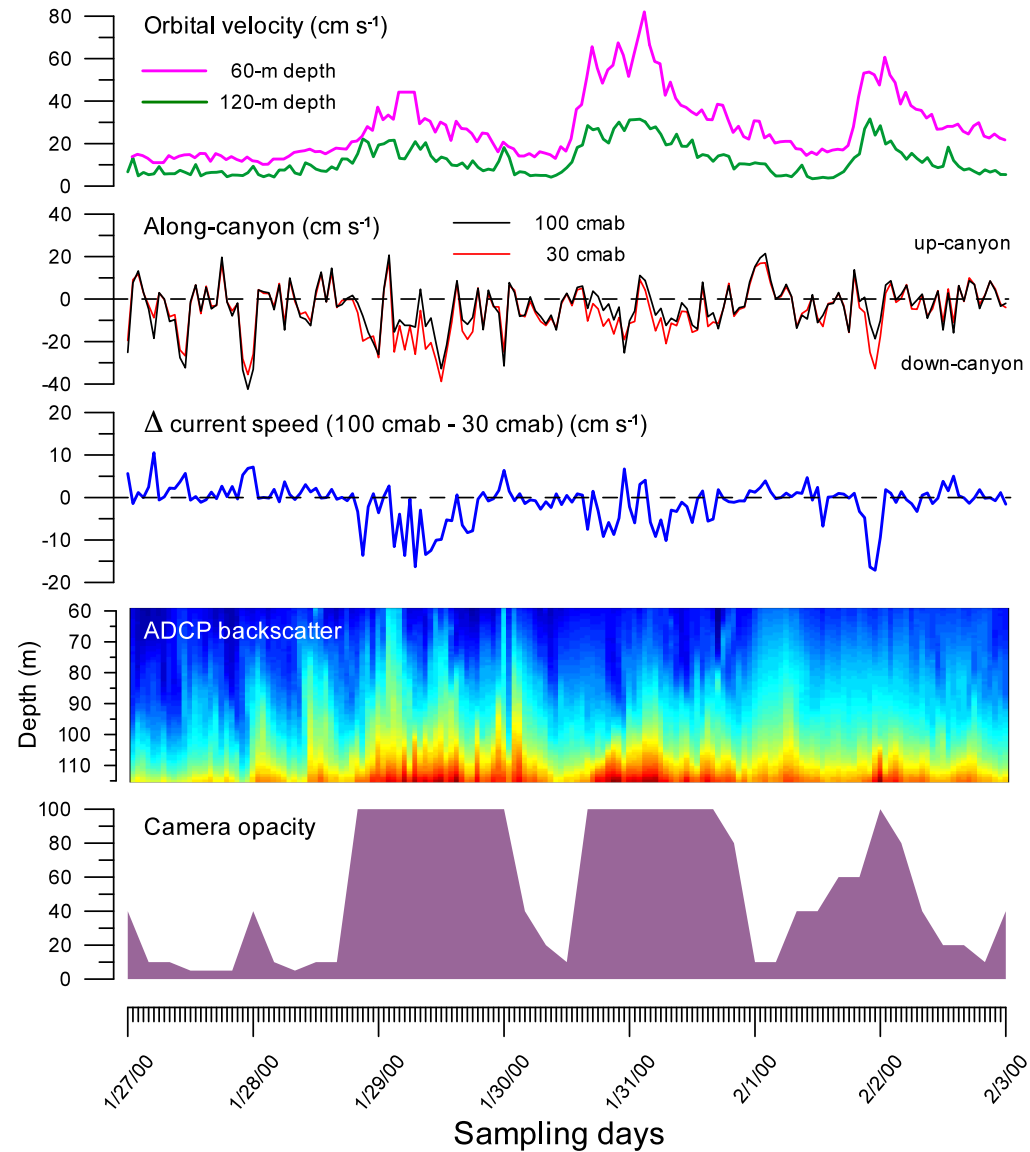 Orbital velocity (cm s⁻¹)
60-m depth
120-m depth
80
60
40
20
0
Along-canyon (cm s⁻¹)
100 cmab
30 cmab
up-canyon
down-canyon
40
20
0
-20
-40
Δ current speed (100 cmab - 30 cmab) (cm s⁻¹)
20
10
0
-10
-20
ADCP backscatter
Depth (m)
60
70
80
90
100
110
Camera opacity
100
80
60
40
20
0
1/27/00
1/28/00
1/29/00
1/30/00
1/31/00
2/1/00
2/2/00
2/3/00
Sampling days